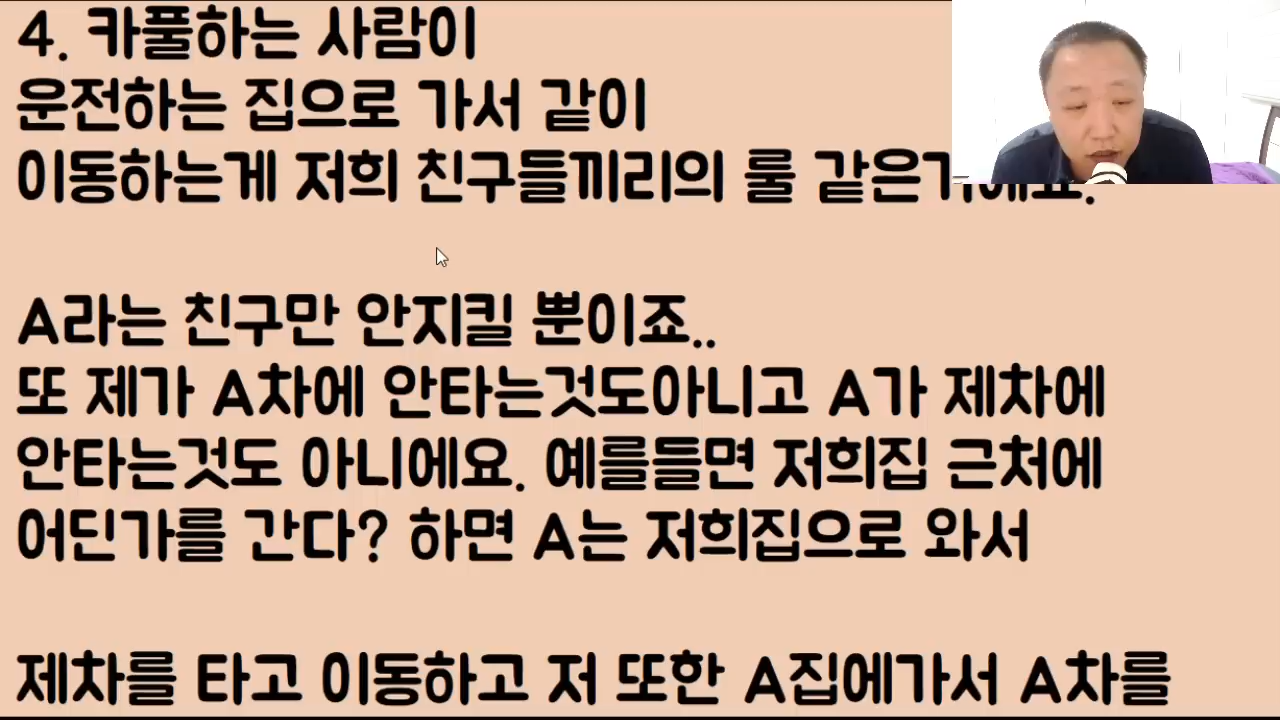 4. 카풀하는 사람이
운전하는 집으로 가서 같이
이동하는게 저희 친구들끼리의 룰
A라는 친구만 안지킬 뿐이죠..
또 제가 A차에 안타는것도아니고 A가 제차에
안타는것도 아니에요. 예를들면 저희집 근처에
어딘가를 간다? 하면 A는 저희집으로 와서
제차를 타고 이동하고 저 또한 A집에가서 A차를